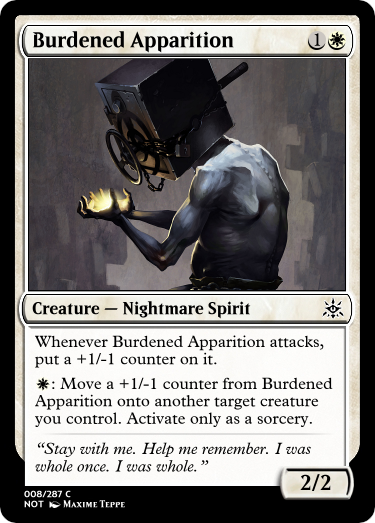 Burdened Apparition 1
Creature — Nightmare Spirit
Whenever Burdened Apparition attacks,
put a +1/-1 counter on it.
: Move a +1/-1 counter from Burdened
Apparition onto another target creature
you control. Activate only as a sorcery.
“Stay with me. Help me remember. I was
whole once. I was whole.”
2/2
008/287 C
NOT Maxime Teppe